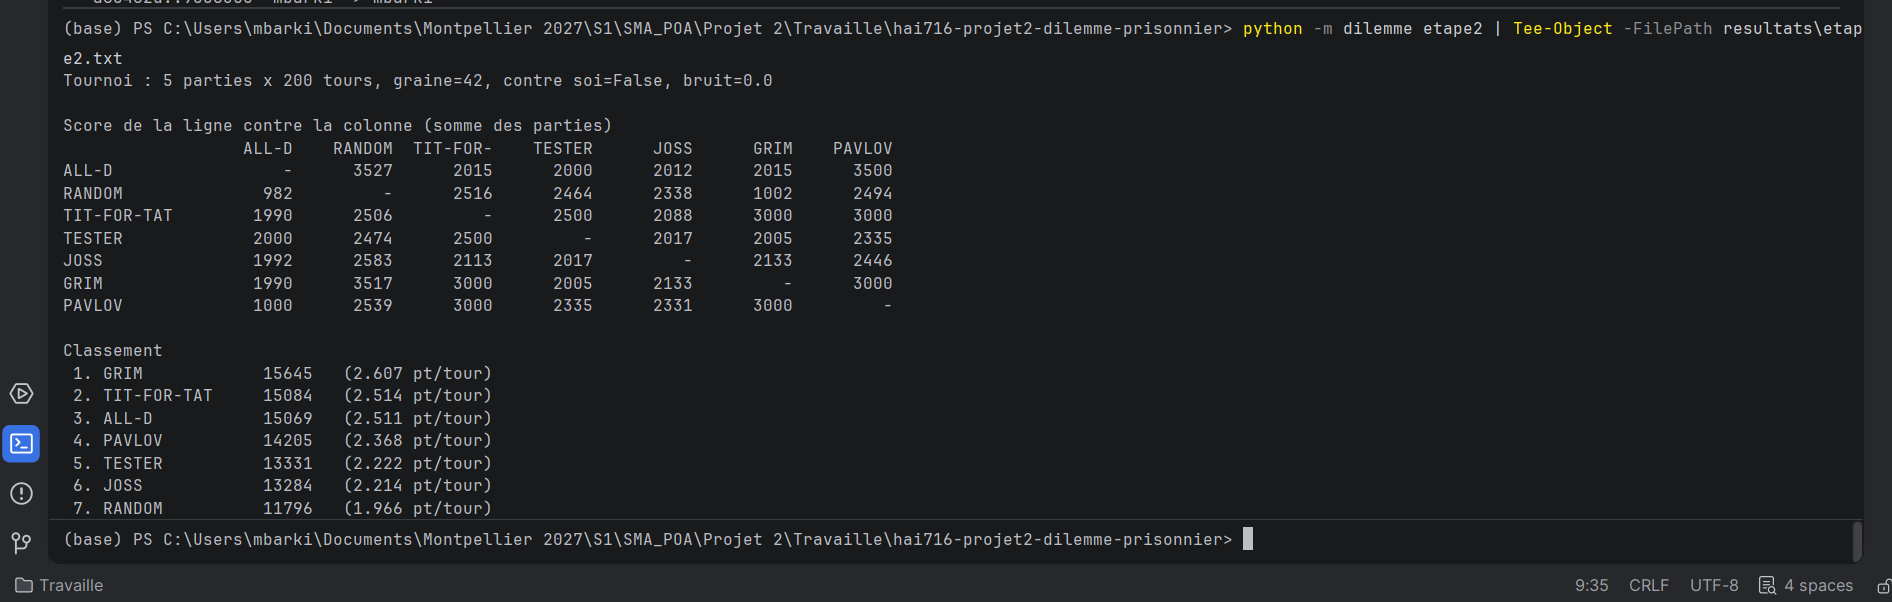 (base) PS C:\Users\mbarki\Documents\Montpellier 2027\S1\SMA_POA\Projet 2\Travaille\hai716-projet2-dilemme-prisonnier> python -m dilemme etape2 | Tee-Object -FilePath resultats\etap
e2.txt
Tournoi : 5 parties x 200 tours, graine=42, contre soi=False, bruit=0.0
Score de la ligne contre la colonne (somme des parties)
ALL-D RANDOM TIT-FOR- TESTER JOSS GRIM PAVLOV
ALL-D - 3527 2015 2000 2012 2015 3500
RANDOM 982 - 2516 2464 2338 1002 2494
TIT-FOR-TAT 1990 2506 - 2500 2088 3000 3000
TESTER 2000 2474 2500 - 2017 2005 2335
JOSS 1992 2583 2113 2017 - 2133 2446
GRIM 1990 3517 3000 2005 2133 - 3000
PAVLOV 1000 2539 3000 2335 2331 3000 -
Classement
1. GRIM 15645 (2.607 pt/tour)
2. TIT-FOR-TAT 15084 (2.514 pt/tour)
3. ALL-D 15069 (2.511 pt/tour)
4. PAVLOV 14205 (2.368 pt/tour)
5. TESTER 13331 (2.222 pt/tour)
6. JOSS 13284 (2.214 pt/tour)
7. RANDOM 11796 (1.966 pt/tour)
(base) PS C:\Users\mbarki\Documents\Montpellier 2027\S1\SMA_POA\Projet 2\Travaille\hai716-projet2-dilemme-prisonnier>
Travaille 9:35 CRLF UTF-8 4 spaces